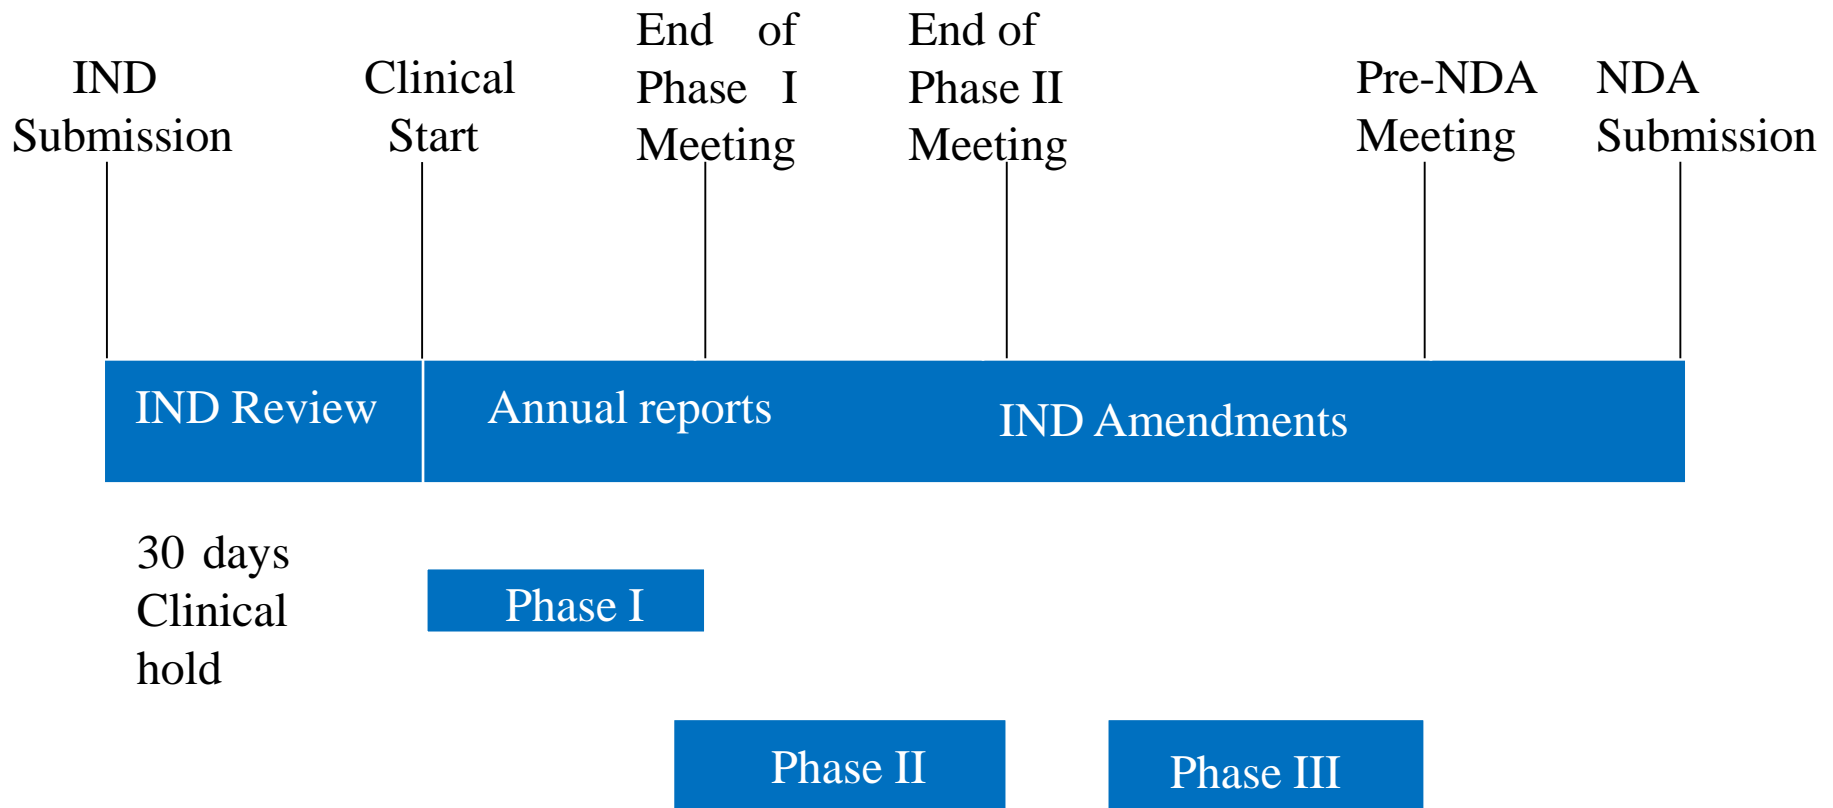 IND
Submission
Clinical
Start
End of
Phase I
Meeting
End of
Phase II
Meeting
Pre-NDA
Meeting
NDA
Submission
IND Review
Annual reports
IND Amendments
30 days
Clinical
hold
Phase I
Phase II
Phase III